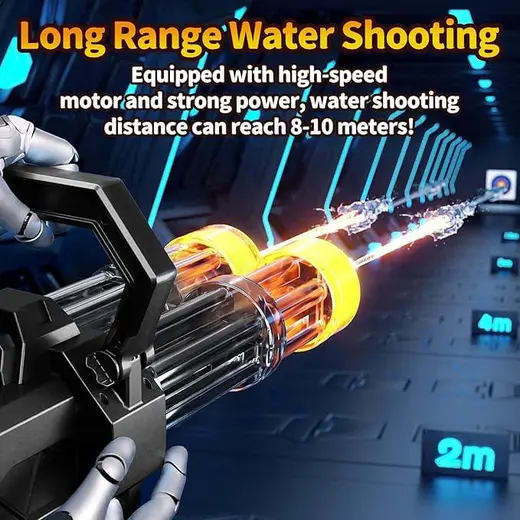 Long Range Water Shooting
Equipped with high-speed
motor and strong power, water shooting
distance can reach 8-10 meters!
4m
2m